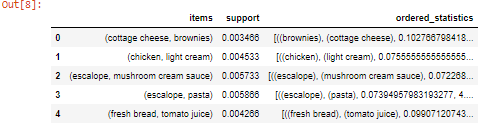 Out[8]:
items support ordered_statistics
0 (cottage cheese, brownies) 0.003466 [((brownies), (cottage cheese), 0.102766798418...
1 (chicken, light cream) 0.004533 [((chicken), (light cream), 0.0755555555555555...
2 (escalope, mushroom cream sauce) 0.005733 [((escalope), (mushroom cream sauce), 0.072268...
3 (escalope, pasta) 0.005866 [((escalope), (pasta), 0.07394957983193277, 4....
4 (fresh bread, tomato juice) 0.004266 [((fresh bread), (tomato juice), 0.09907120743...